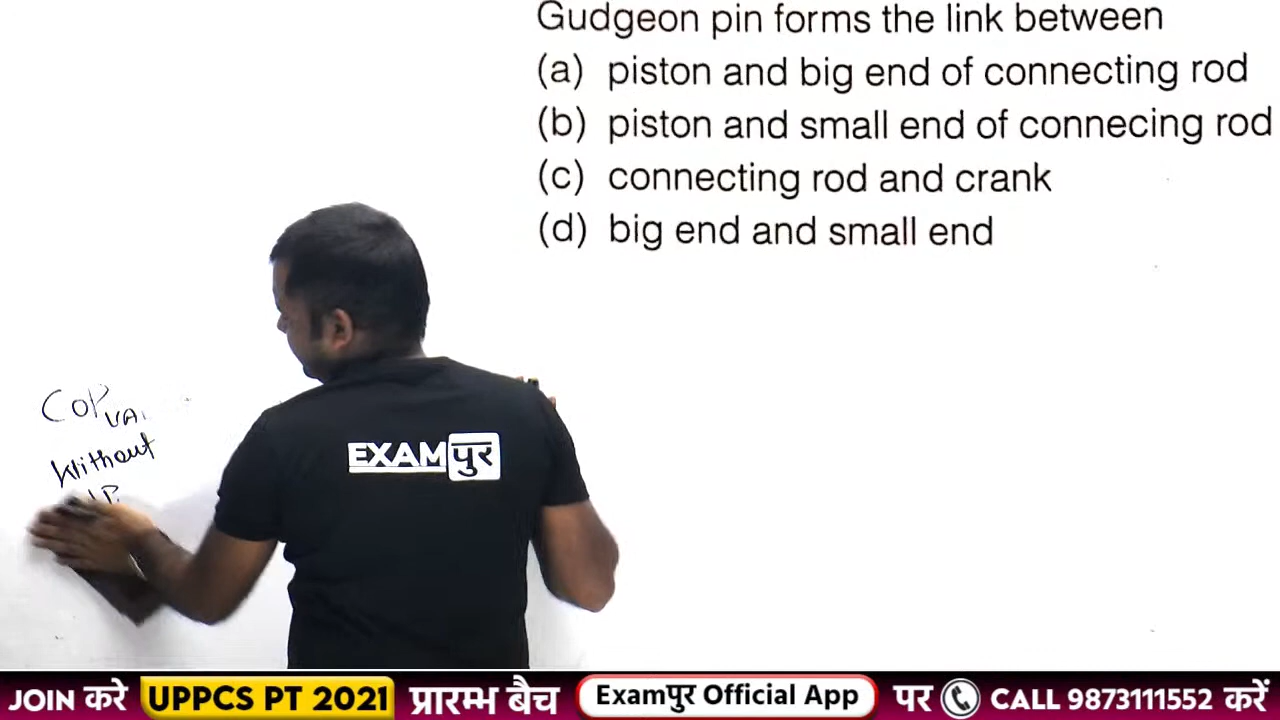 Gudgeon pin forms the link between
(a) piston and big end of connecting rod
(b) piston and small end of connecing rod
(c) connecting rod and crank
(d) big end and small end
COP
Without
EXAMपुर
JOIN करे UPPCS PT 2021 प्रारम्भ बैच Examपुर Official App पर CALL 9873111552 करें